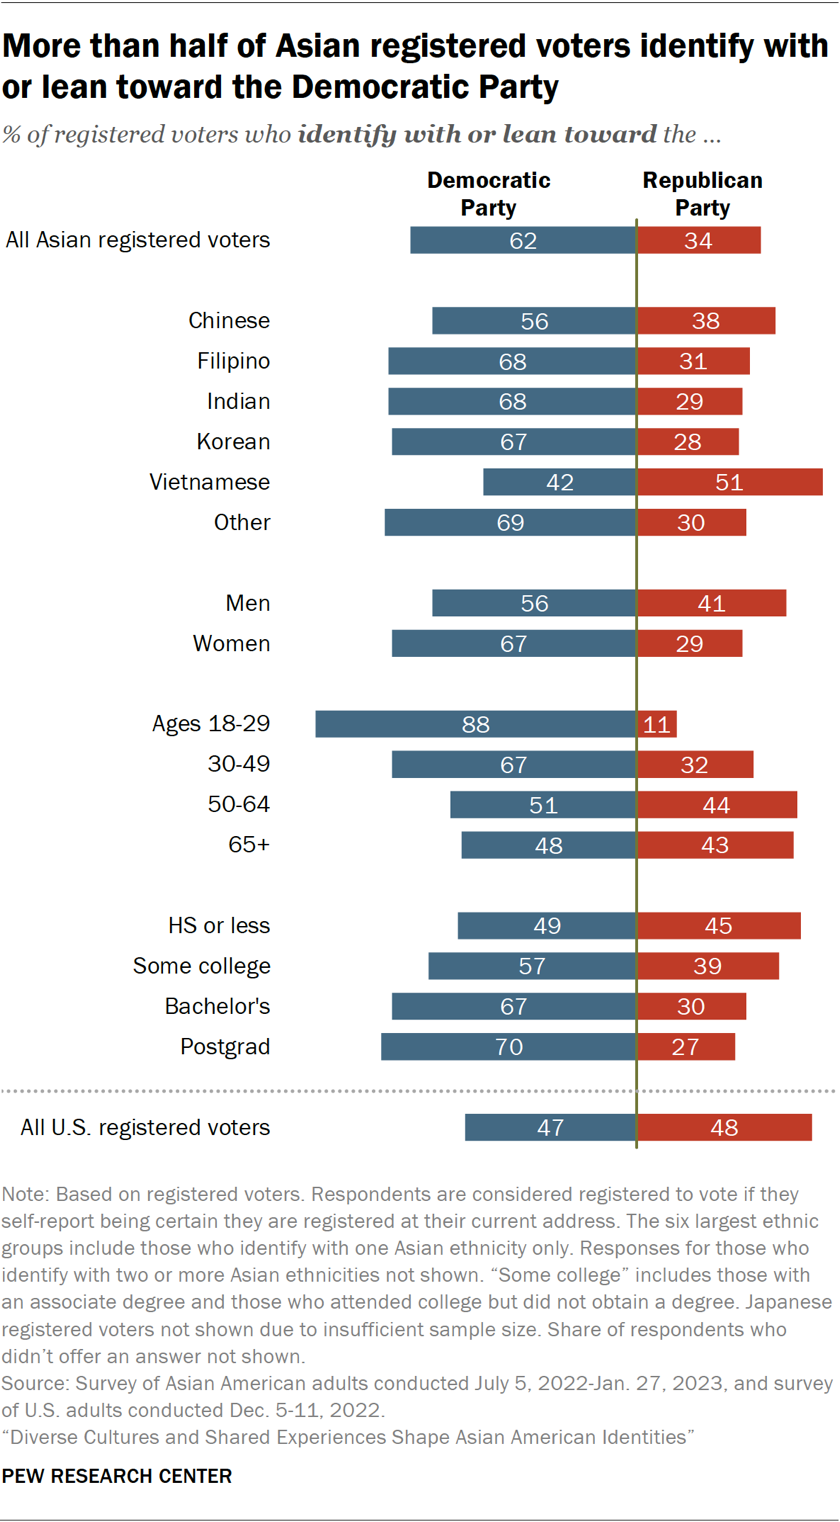 More than half of Asian registered voters identify with
or lean toward the Democratic Party
% of registered voters who identify with or lean toward the ...
Democratic Party Republican Party
All Asian registered voters 62 34
Chinese 56 38
Filipino 68 31
Indian 68 29
Korean 67 28
Vietnamese 42 51
Other 69 30
Men 56 41
Women 67 29
Ages 18-29 88 11
30-49 67 32
50-64 51 44
65+ 48 43
HS or less 49 45
Some college 57 39
Bachelor's 67 30
Postgrad 70 27
All U.S. registered voters 47 48
Note: Based on registered voters. Respondents are considered registered to vote if they
self-report being certain they are registered at their current address. The six largest ethnic
groups include those who identify with one Asian ethnicity only. Responses for those who
identify with two or more Asian ethnicities not shown. “Some college” includes those with
an associate degree and those who attended college but did not obtain a degree. Japanese
registered voters not shown due to insufficient sample size. Share of respondents who
didn’t offer an answer not shown.
Source: Survey of Asian American adults conducted July 5, 2022-Jan. 27, 2023, and survey
of U.S. adults conducted Dec. 5-11, 2022.
“Diverse Cultures and Shared Experiences Shape Asian American Identities”
PEW RESEARCH CENTER